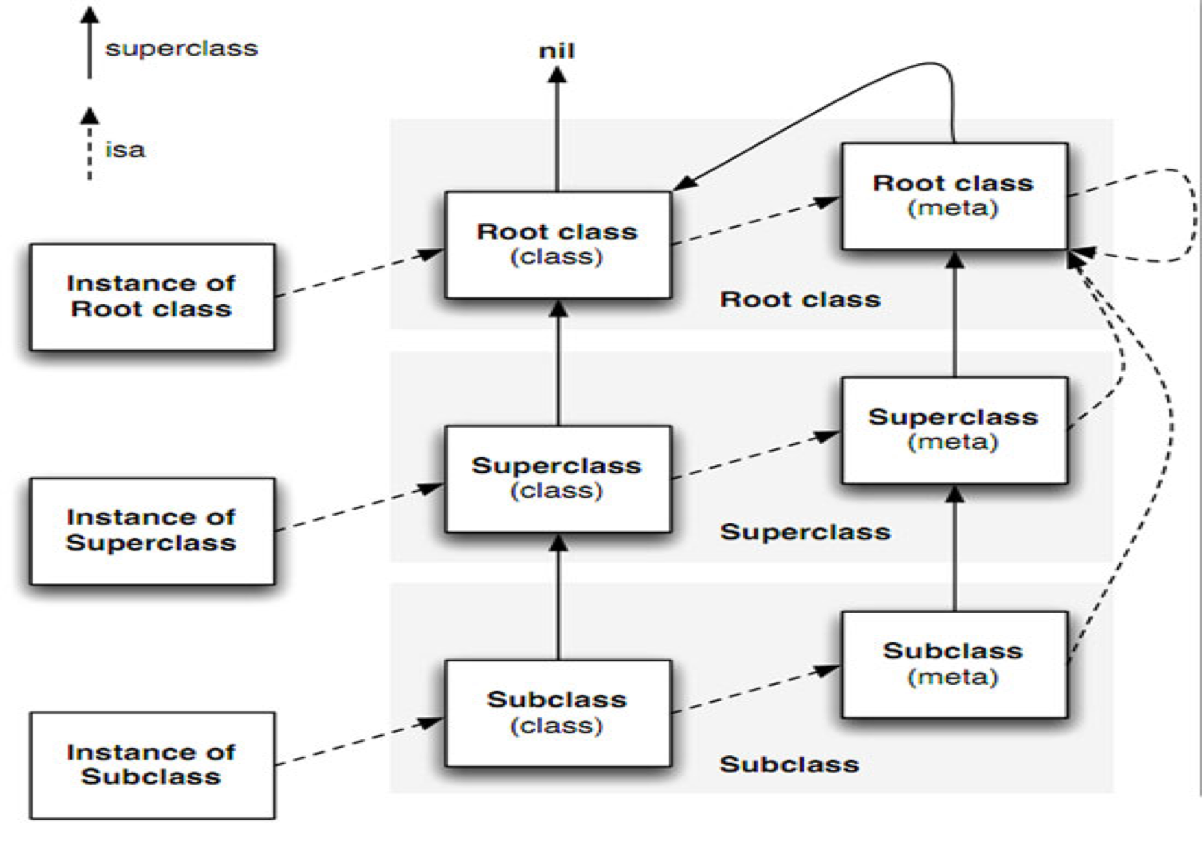 superclass
isa
nil
Root class
(meta)
Root class
(class)
Instance of
Root class
Root class
Superclass
(meta)
Superclass
(class)
Instance of
Superclass
Superclass
Subclass
(meta)
Subclass
(class)
Instance of
Subclass
Subclass